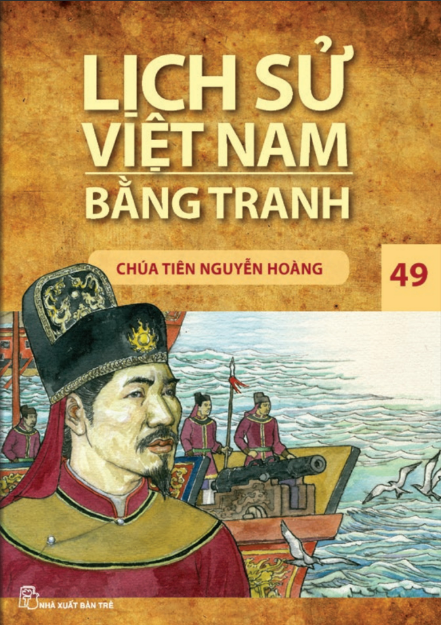 LỊCH SỬ
VIỆT NAM
BẰNG TRANH
CHÚA TIÊN NGUYỄN HOÀNG
49
NHÀ XUẤT BẢN TRẺ